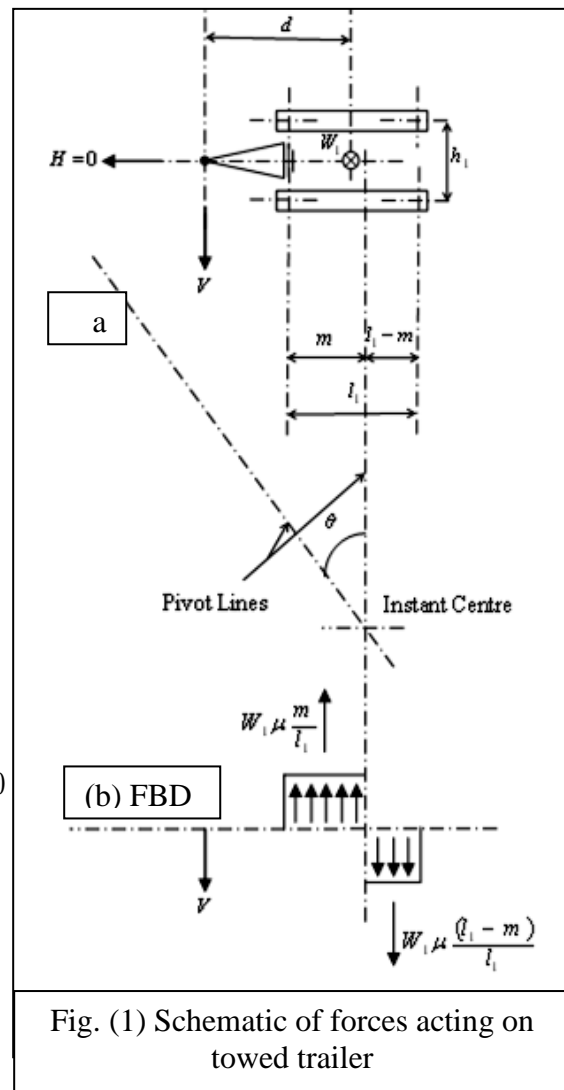 d
H = 0
W₁
h₁
V
a
m
l₁ − m
l₁
θ
Pivot Lines
Instant Centre
W₁ μ m/l₁
0
(b) FBD
V
W₁ μ (l₁ − m)/l₁
Fig. (1) Schematic of forces acting on
towed trailer